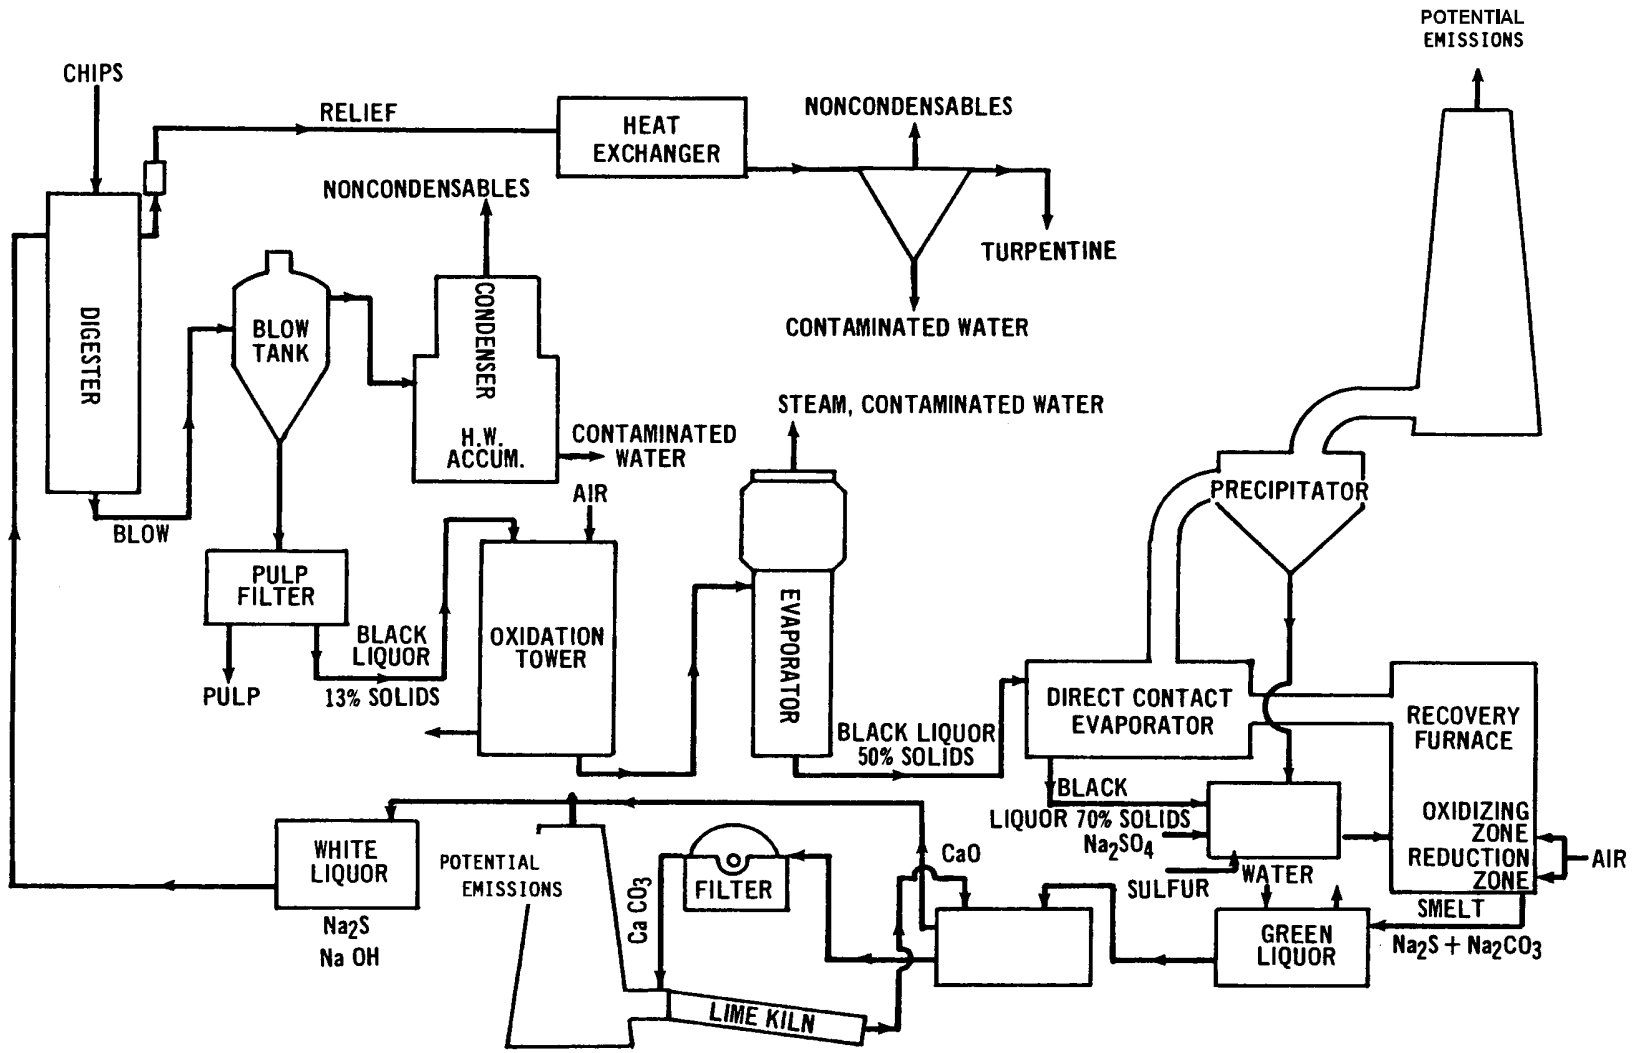 POTENTIAL
EMISSIONS
CHIPS
RELIEF
HEAT
EXCHANGER
NONCONDENSABLES
NONCONDENSABLES
TURPENTINE
CONTAMINATED WATER
DIGESTER
BLOW
TANK
CONDENSER
H.W.
ACCUM.
CONTAMINATED
WATER
STEAM, CONTAMINATED WATER
BLOW
AIR
PRECIPITATOR
PULP
FILTER
PULP
BLACK
LIQUOR
13% SOLIDS
OXIDATION
TOWER
EVAPORATOR
BLACK LIQUOR
50% SOLIDS
DIRECT CONTACT
EVAPORATOR
RECOVERY
FURNACE
BLACK
LIQUOR 70% SOLIDS
Na2SO4
SULFUR
OXIDIZING
ZONE
REDUCTION
ZONE
AIR
WATER
SMELT
Na2S + Na2CO3
GREEN
LIQUOR
CaO
FILTER
Ca CO3
LIME KILN
POTENTIAL
EMISSIONS
WHITE
LIQUOR
Na2S
Na OH